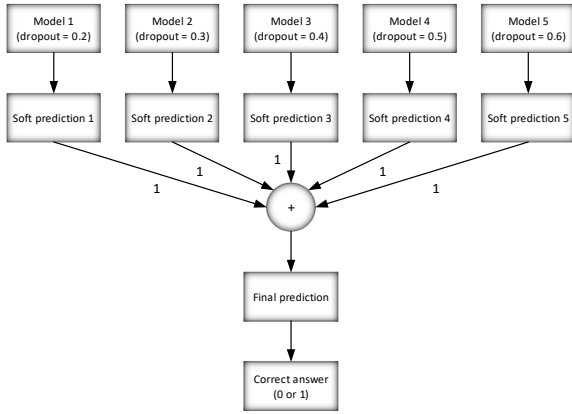 Model 1
(dropout = 0.2)
Model 2
(dropout = 0.3)
Model 3
(dropout = 0.4)
Model 4
(dropout = 0.5)
Model 5
(dropout = 0.6)
Soft prediction 1
Soft prediction 2
Soft prediction 3
Soft prediction 4
Soft prediction 5
1
1
1
1
1
+
Final prediction
Correct answer
(0 or 1)